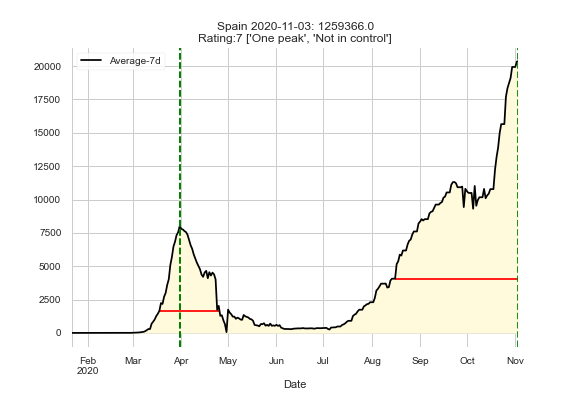 Spain 2020-11-03: 1259366.0
Rating:7 ['One peak', 'Not in control']
Average-7d
20000
17500
15000
12500
10000
7500
5000
2500
0
Feb Mar Apr May Jun Jul Aug Sep Oct Nov
2020
Date